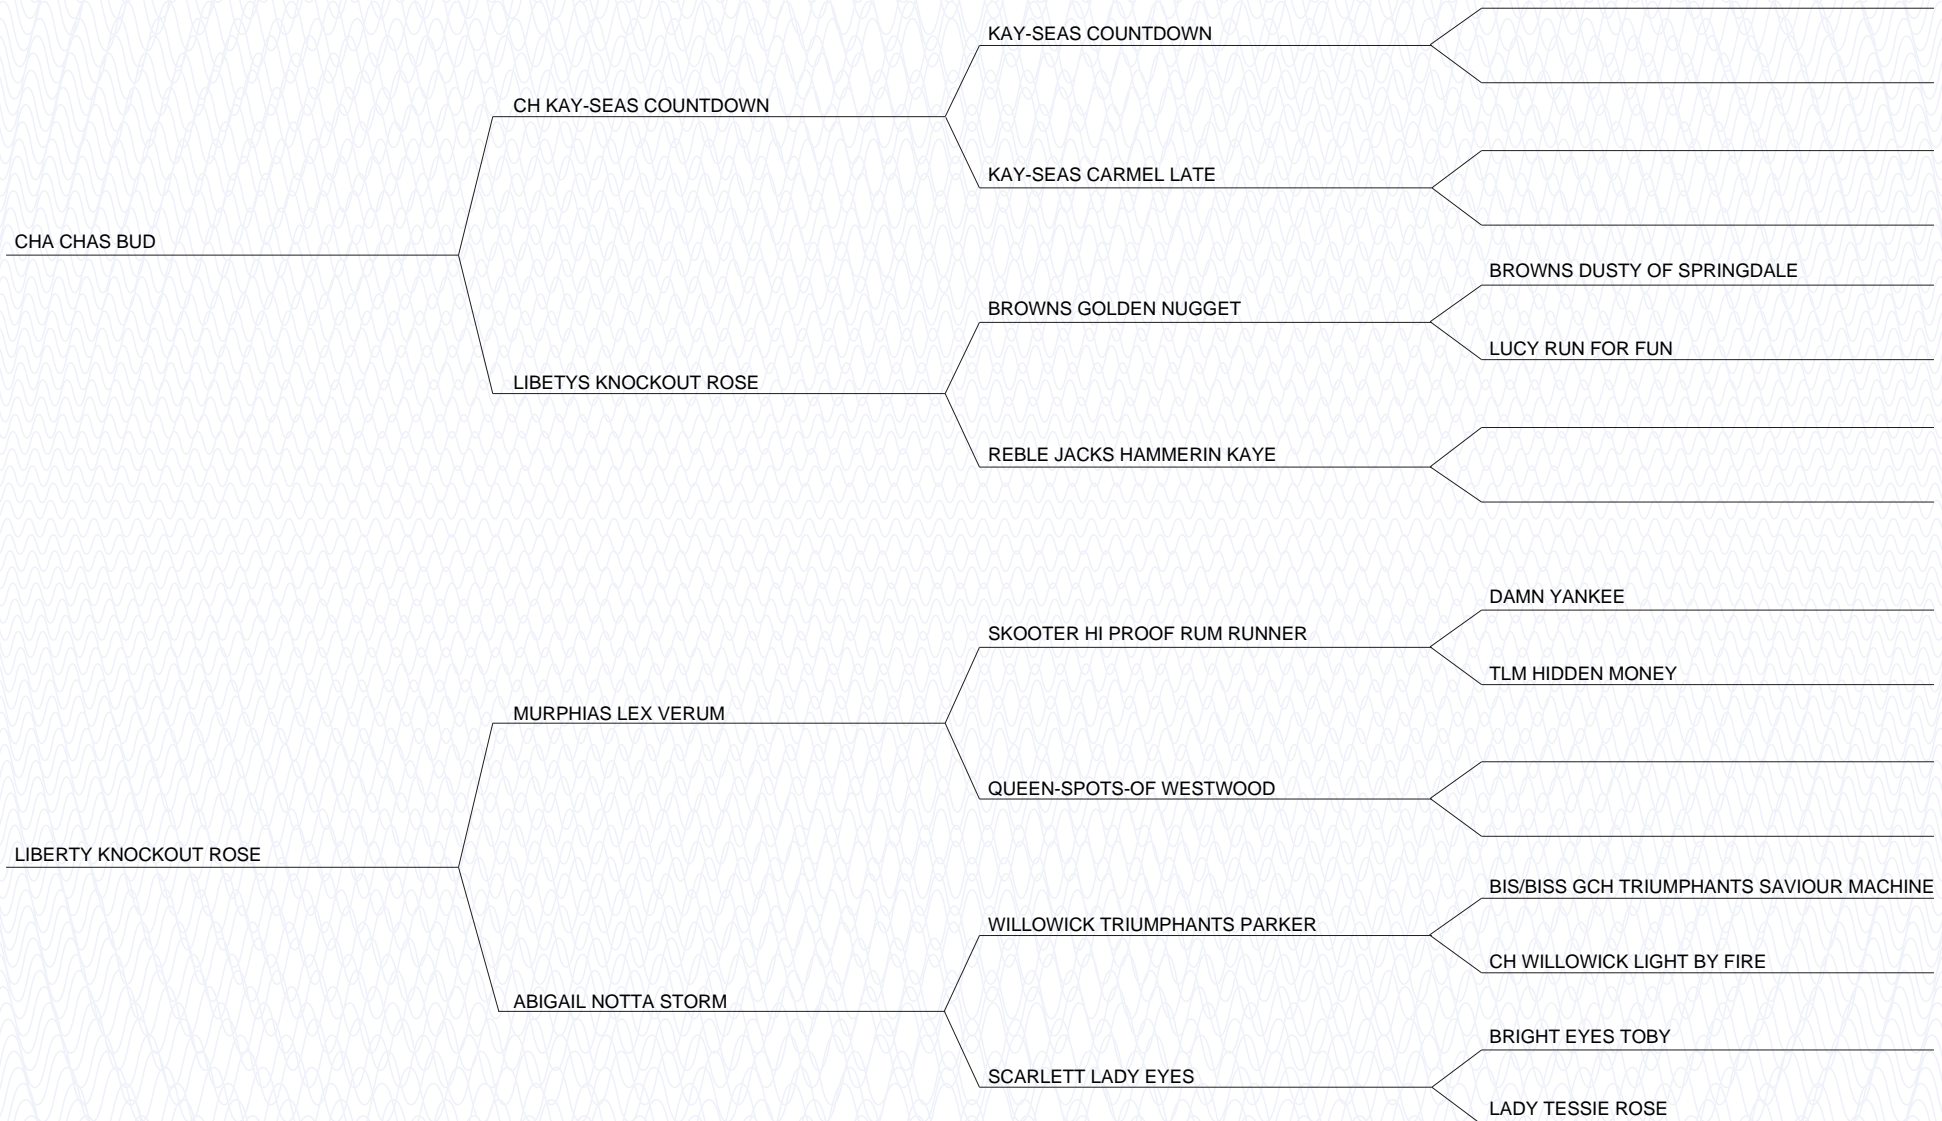 KAY-SEAS COUNTDOWN
CH KAY-SEAS COUNTDOWN
KAY-SEAS CARMEL LATE
CHA CHAS BUD
BROWNS DUSTY OF SPRINGDALE
BROWNS GOLDEN NUGGET
LUCY RUN FOR FUN
LIBETYS KNOCKOUT ROSE
REBLE JACKS HAMMERIN KAYE
DAMN YANKEE
SKOOTER HI PROOF RUM RUNNER
TLM HIDDEN MONEY
MURPHIAS LEX VERUM
QUEEN-SPOTS-OF WESTWOOD
LIBERTY KNOCKOUT ROSE
BIS/BISS GCH TRIUMPHANTS SAVIOUR MACHINE
WILLOWICK TRIUMPHANTS PARKER
CH WILLOWICK LIGHT BY FIRE
ABIGAIL NOTTA STORM
BRIGHT EYES TOBY
SCARLETT LADY EYES
LADY TESSIE ROSE